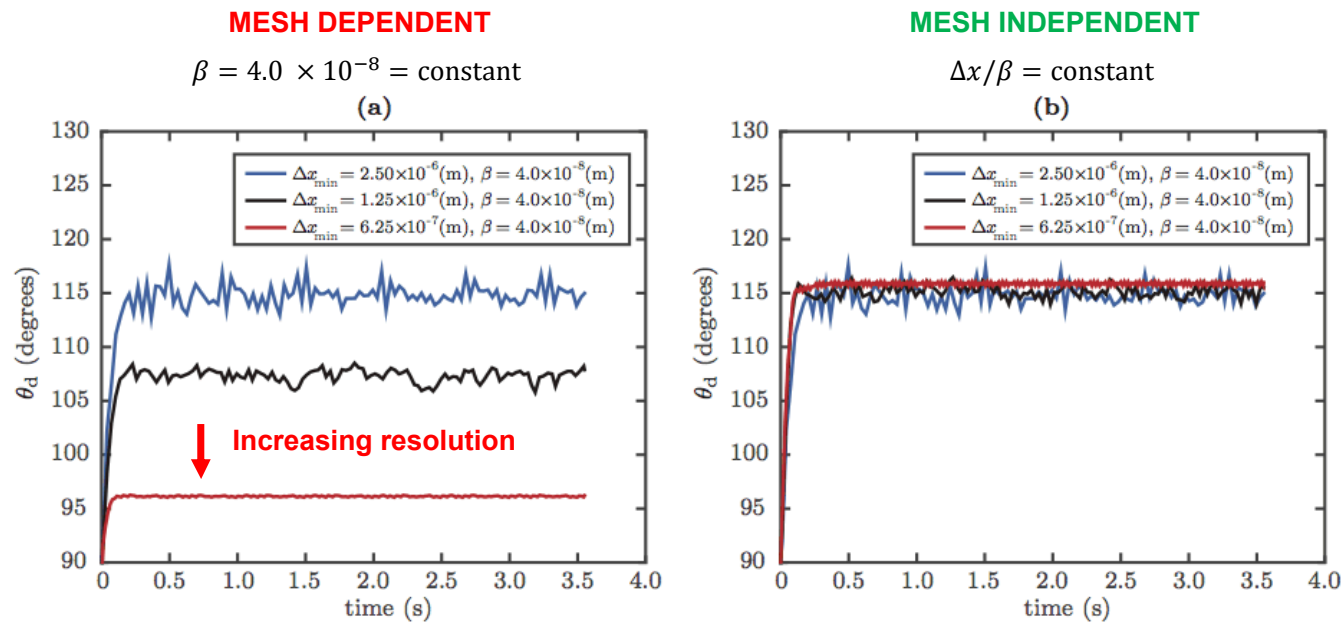 MESH DEPENDENT
β = 4.0 × 10⁻⁸ = constant
(a)
130
125
120
115
110
105
100
95
90
θd (degrees)
Δxmin = 2.50×10⁻⁶(m), β = 4.0×10⁻⁸(m)
Δxmin = 1.25×10⁻⁶(m), β = 4.0×10⁻⁸(m)
Δxmin = 6.25×10⁻⁷(m), β = 4.0×10⁻⁸(m)
Increasing resolution
0 0.5 1.0 1.5 2.0 2.5 3.0 3.5 4.0
time (s)
MESH INDEPENDENT
Δx/β = constant
(b)
130
125
120
115
110
105
100
95
90
θd (degrees)
Δxmin = 2.50×10⁻⁶(m), β = 4.0×10⁻⁸(m)
Δxmin = 1.25×10⁻⁶(m), β = 4.0×10⁻⁸(m)
Δxmin = 6.25×10⁻⁷(m), β = 4.0×10⁻⁸(m)
0 0.5 1.0 1.5 2.0 2.5 3.0 3.5 4.0
time (s)